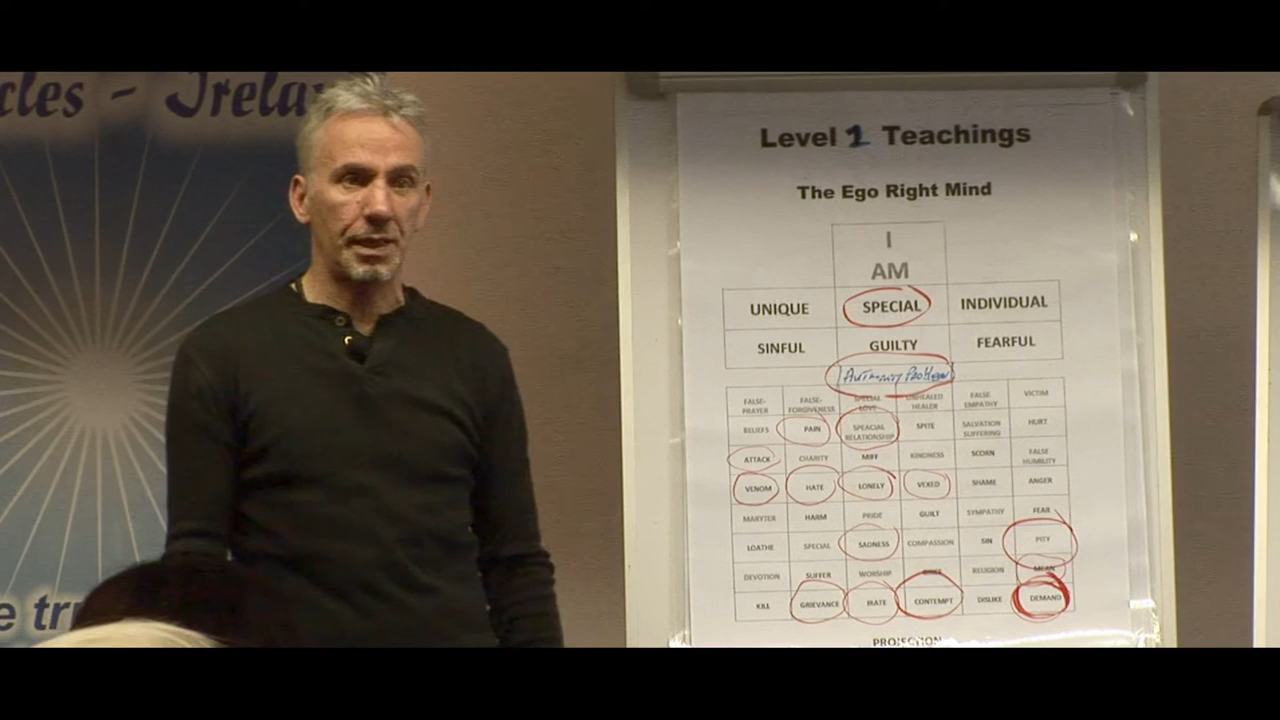 cles - Irela
e tr
Level 1 Teachings
The Ego Right Mind
I
AM
UNIQUE SPECIAL INDIVIDUAL
SINFUL GUILTY FEARFUL
AUTHORITY PROBLEM
FALSE- FALSE- SPECIAL UNHEALED FALSE VICTIM
PRAYER FORGIVENESS LOVE HEALER EMPATHY
BELIEFS PAIN SPEACIAL SPITE SALVATION HURT
RELATIONSHIP SUFFERING
ATTACK CHARITY MIFF KINDNESS SCORN FALSE
HUMILITY
VENOM HATE LONELY VEXED SHAME ANGER
MARYTER HARM PRIDE GUILT SYMPATHY FEAR
LOATHE SPECIAL SADNESS COMPASSION SIN PITY
DEVOTION SUFFER WORSHIP RELIGION MEAN
KILL GRIEVANCE IRATE CONTEMPT DISLIKE DEMAND
PROJECTION